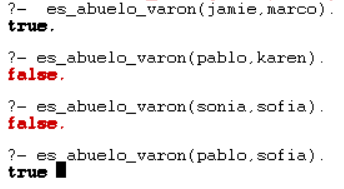 ?-  es_abuelo_varon(jamie,marco).
true.
?- es_abuelo_varon(pablo,karen).
false.
?- es_abuelo_varon(sonia,sofia).
false.
?- es_abuelo_varon(pablo,sofia).
true